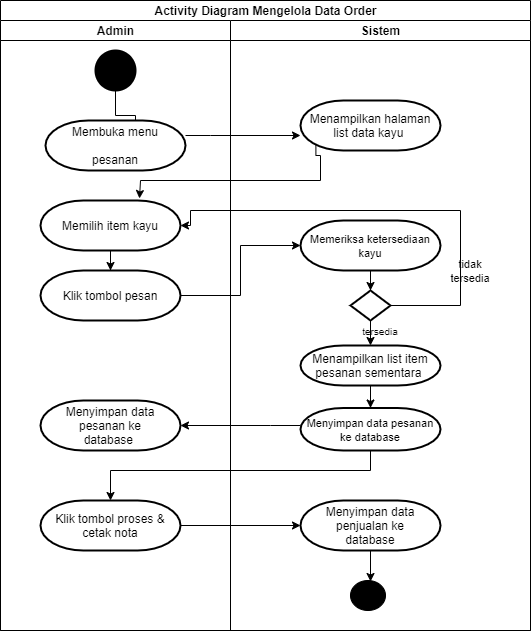 Activity Diagram Mengelola Data Order
Admin
Sistem
Membuka menu
pesanan
Menampilkan halaman
list data kayu
Memilih item kayu
Memeriksa ketersediaan
kayu
tidak
tersedia
Klik tombol pesan
tersedia
Menampilkan list item
pesanan sementara
Menyimpan data
pesanan ke
database
Menyimpan data pesanan
ke database
Klik tombol proses &
cetak nota
Menyimpan data
penjualan ke
database